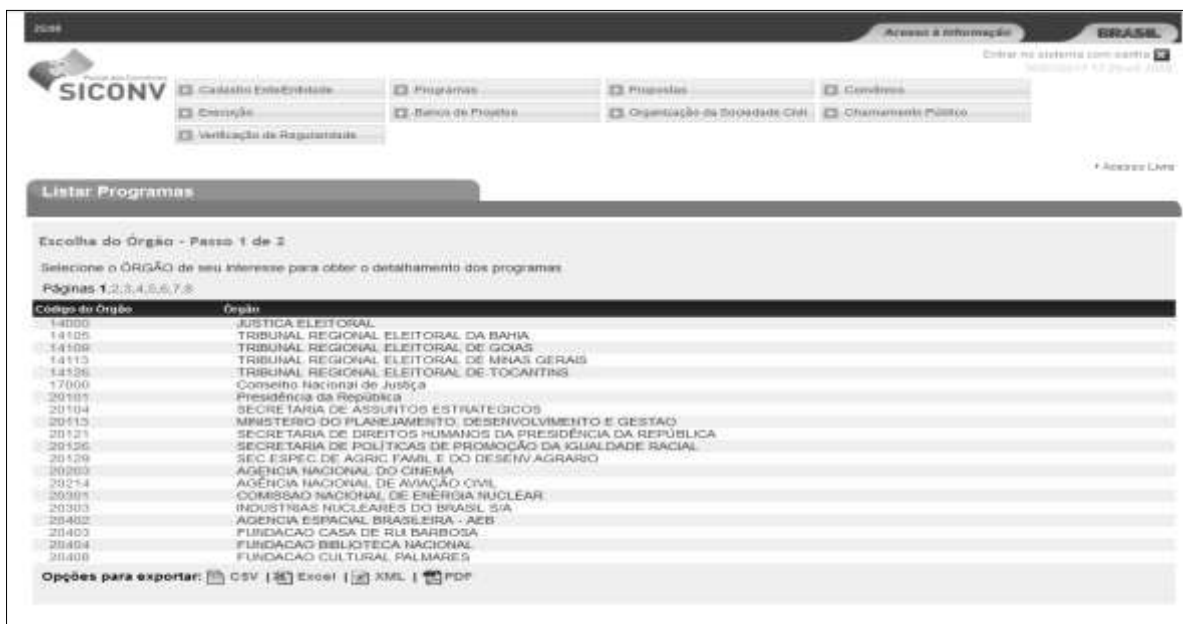 Acesso à Informação
BRASIL
Entrar no sistema com senha
Portal dos Convênios
SICONV
Cadastro Ente/Entidade
Programas
Propostas
Convênios
Execução
Banco de Projetos
Organização da Sociedade Civil
Chamamento Público
Verificação de Regularidade
Acesso Livre
Listar Programas
Escolha do Órgão - Passo 1 de 2
Selecione o ÓRGÃO de seu interesse para obter o detalhamento dos programas
Páginas 1,2,3,4,5,6,7,8
Código do Órgão Órgão
14000 JUSTICA ELEITORAL
14105 TRIBUNAL REGIONAL ELEITORAL DA BAHIA
14109 TRIBUNAL REGIONAL ELEITORAL DE GOIAS
14113 TRIBUNAL REGIONAL ELEITORAL DE MINAS GERAIS
14126 TRIBUNAL REGIONAL ELEITORAL DE TOCANTINS
17000 Conselho Nacional de Justiça
20101 Presidência da República
20104 SECRETARIA DE ASSUNTOS ESTRATEGICOS
20113 MINISTERIO DO PLANEJAMENTO, DESENVOLVIMENTO E GESTAO
20121 SECRETARIA DE DIREITOS HUMANOS DA PRESIDÊNCIA DA REPÚBLICA
20126 SECRETARIA DE POLÍTICAS DE PROMOÇÃO DA IGUALDADE RACIAL
20129 SEC ESPEC DE AGRIC FAMIL E DO DESENV AGRARIO
20203 AGÊNCIA NACIONAL DO CINEMA
20214 AGÊNCIA NACIONAL DE AVIAÇÃO CIVIL
20301 COMISSAO NACIONAL DE ENERGIA NUCLEAR
20303 INDUSTRIAS NUCLEARES DO BRASIL S/A
20402 AGENCIA ESPACIAL BRASILEIRA - AEB
20403 FUNDACAO CASA DE RUI BARBOSA
20404 FUNDACAO BIBLIOTECA NACIONAL
20408 FUNDACAO CULTURAL PALMARES
Opções para exportar: CSV | Excel | XML | PDF